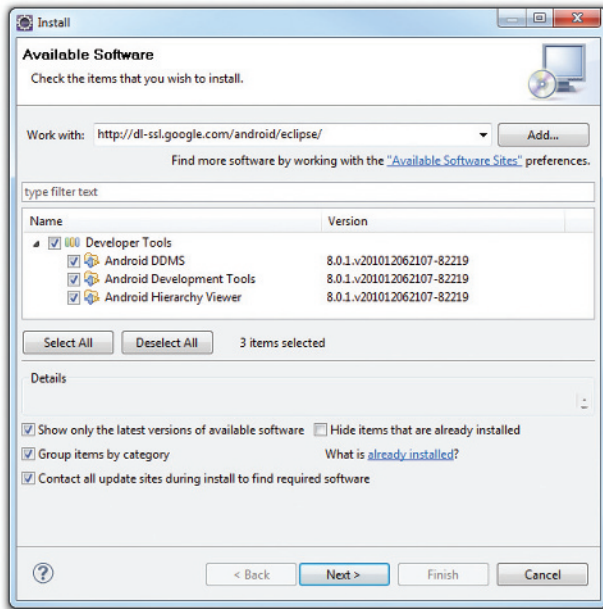 Install
Available Software
Check the items that you wish to install.
Work with: http://dl-ssl.google.com/android/eclipse/ Add...
Find more software by working with the "Available Software Sites" preferences.
type filter text
Name Version
Developer Tools
Android DDMS 8.0.1.v201012062107-82219
Android Development Tools 8.0.1.v201012062107-82219
Android Hierarchy Viewer 8.0.1.v201012062107-82219
Select All Deselect All 3 items selected
Details
Show only the latest versions of available software Hide items that are already installed
Group items by category What is already installed?
Contact all update sites during install to find required software
? < Back Next > Finish Cancel